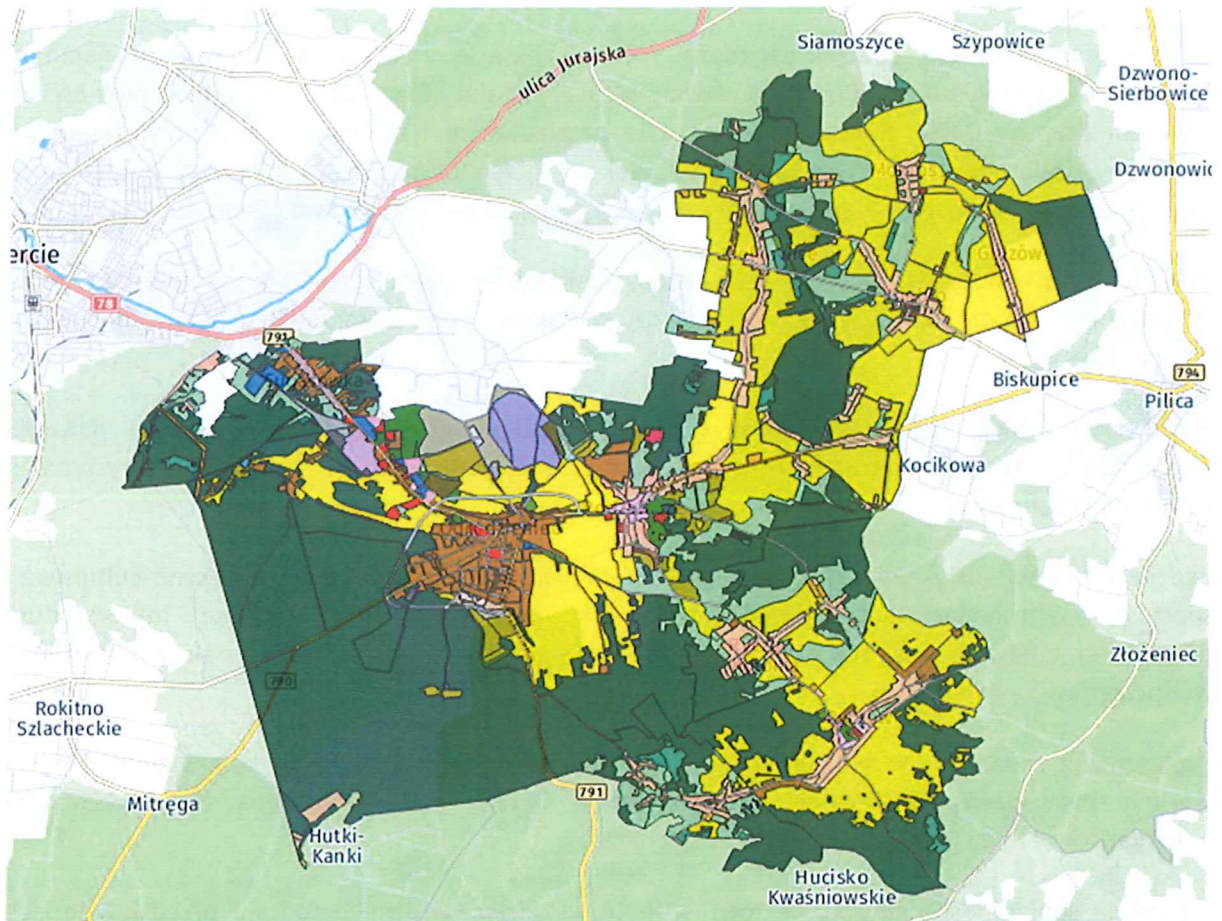 Siamoszyce
Szypowice
Dzwono-
Sierbowice
ulica Jurajska
Dzwonowic
ercie
78
791
794
Biskupice
Pilica
Kocikowa
Złożeniec
790
Rokitno
Szlacheckie
Mitręga
791
Hutki-
Kanki
Hucisko
Kwaśniowskie